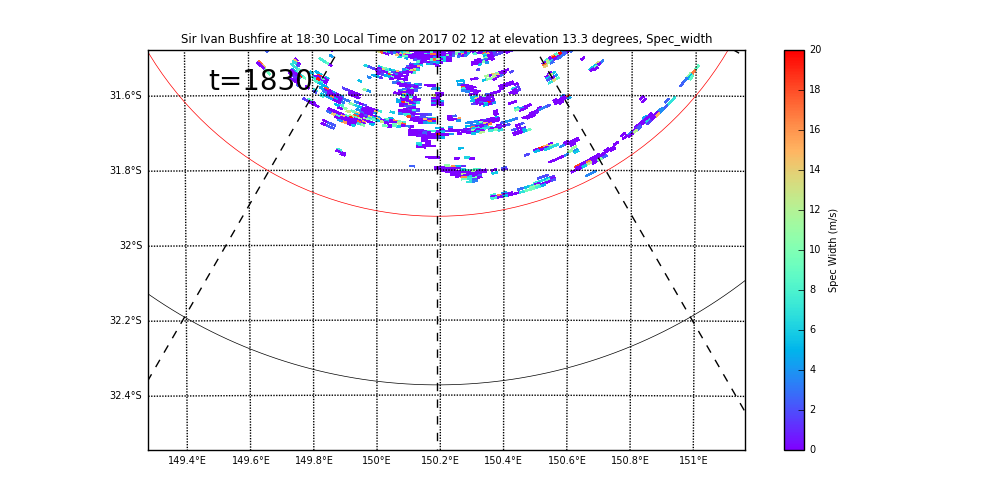 Sir Ivan Bushfire at 18:30 Local Time on 2017 02 12 at elevation 13.3 degrees, Spec_width
t=1830
31.6°S
31.8°S
32°S
32.2°S
32.4°S
149.4°E 149.6°E 149.8°E 150°E 150.2°E 150.4°E 150.6°E 150.8°E 151°E
20
18
16
14
12
10
8
6
4
2
0
Spec Width (m/s)